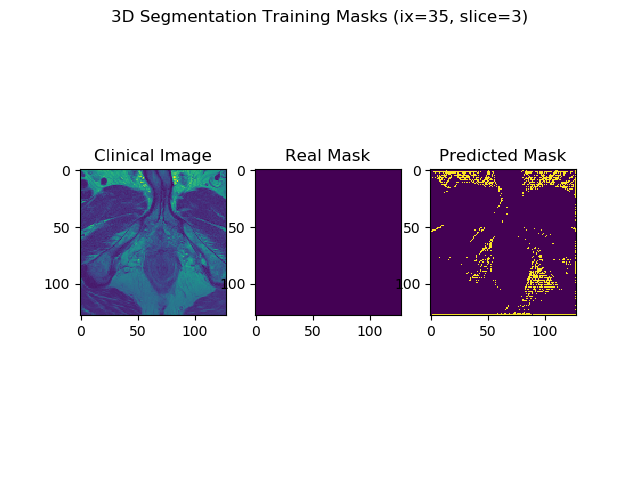 3D Segmentation Training Masks (ix=35, slice=3)
Clinical Image Real Mask Predicted Mask
0 0 0
50 50 50
100 100 100
0 50 100 0 50 100 0 50 100